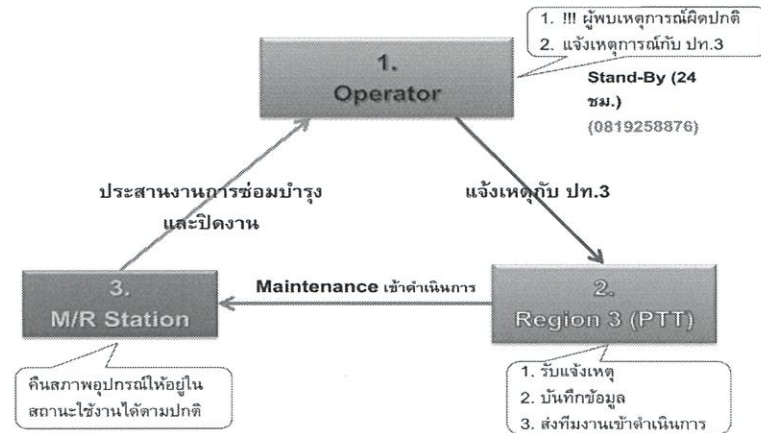 1. !!! ผู้พบเหตุการณ์ผิดปกติ
2. แจ้งเหตุการณ์กับ ปท.3
1.
Operator
Stand-By (24
ชม.)
(0819258876)
ประสานงานการซ่อมบำรุง
และปิดงาน
แจ้งเหตุกับ ปท.3
3.
M/R Station
Maintenance เข้าดำเนินการ
2.
Region 3 (PTT)
คืนสภาพอุปกรณ์ให้อยู่ใน
สถานะใช้งานได้ตามปกติ
1. รับแจ้งเหตุ
2. บันทึกข้อมูล
3. ส่งทีมงานเข้าดำเนินการ